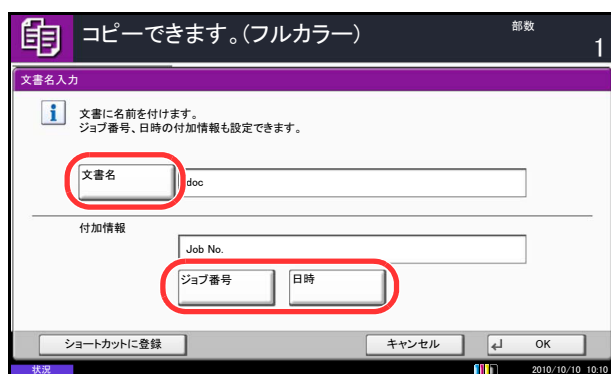 コピーできます。(フルカラー)
部数
1
文書名入力
文書に名前を付けます。
ジョブ番号、日時の付加情報も設定できます。
文書名
doc
付加情報
Job No.
ジョブ番号
日時
ショートカットに登録
キャンセル
OK
状況
2010/10/10 10:10